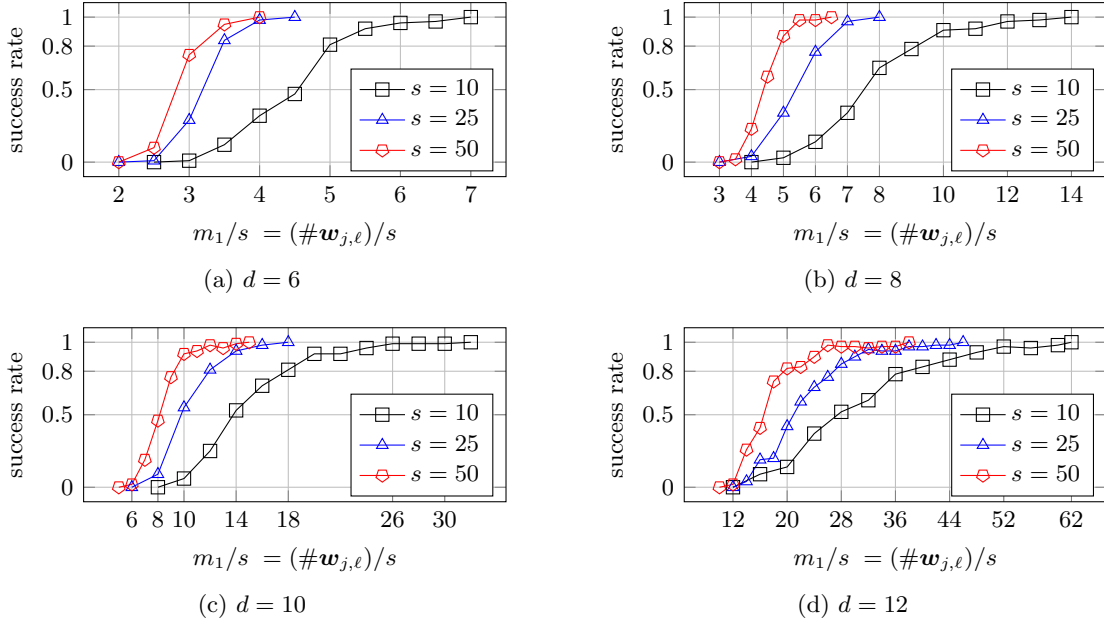 success rate
1
0.8
0.5
0
2 3 4 5 6 7
s = 10
s = 25
s = 50
m₁/s = (#𝒘_{j,ℓ})/s
(a) d = 6
success rate
1
0.8
0.5
0
3 4 5 6 7 8 10 12 14
s = 10
s = 25
s = 50
m₁/s = (#𝒘_{j,ℓ})/s
(b) d = 8
success rate
1
0.8
0.5
0
6 8 10 14 18 26 30
s = 10
s = 25
s = 50
m₁/s = (#𝒘_{j,ℓ})/s
(c) d = 10
success rate
1
0.8
0.5
0
12 20 28 36 44 52 62
s = 10
s = 25
s = 50
m₁/s = (#𝒘_{j,ℓ})/s
(d) d = 12